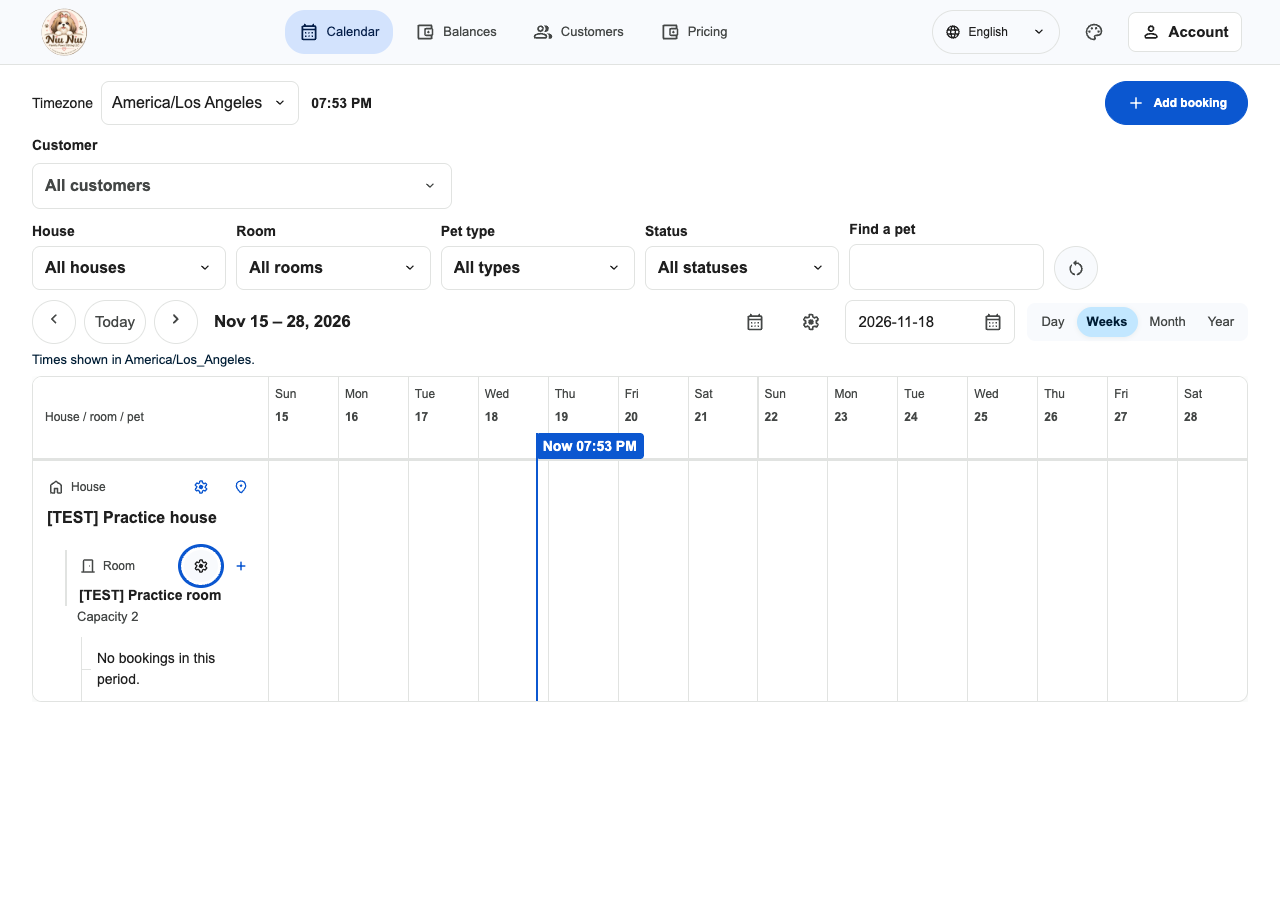 Niu Niu
Calendar
Balances
Customers
Pricing
English
Account
Timezone
America/Los Angeles
07:53 PM
Add booking
Customer
All customers
House
Room
Pet type
Status
Find a pet
All houses
All rooms
All types
All statuses
Today
Nov 15 – 28, 2026
2026-11-18
Day
Weeks
Month
Year
Times shown in America/Los_Angeles.
House / room / pet
Sun 15
Mon 16
Tue 17
Wed 18
Thu 19
Fri 20
Sat 21
Sun 22
Mon 23
Tue 24
Wed 25
Thu 26
Fri 27
Sat 28
Now 07:53 PM
House
[TEST] Practice house
Room
[TEST] Practice room
Capacity 2
No bookings in this
period.